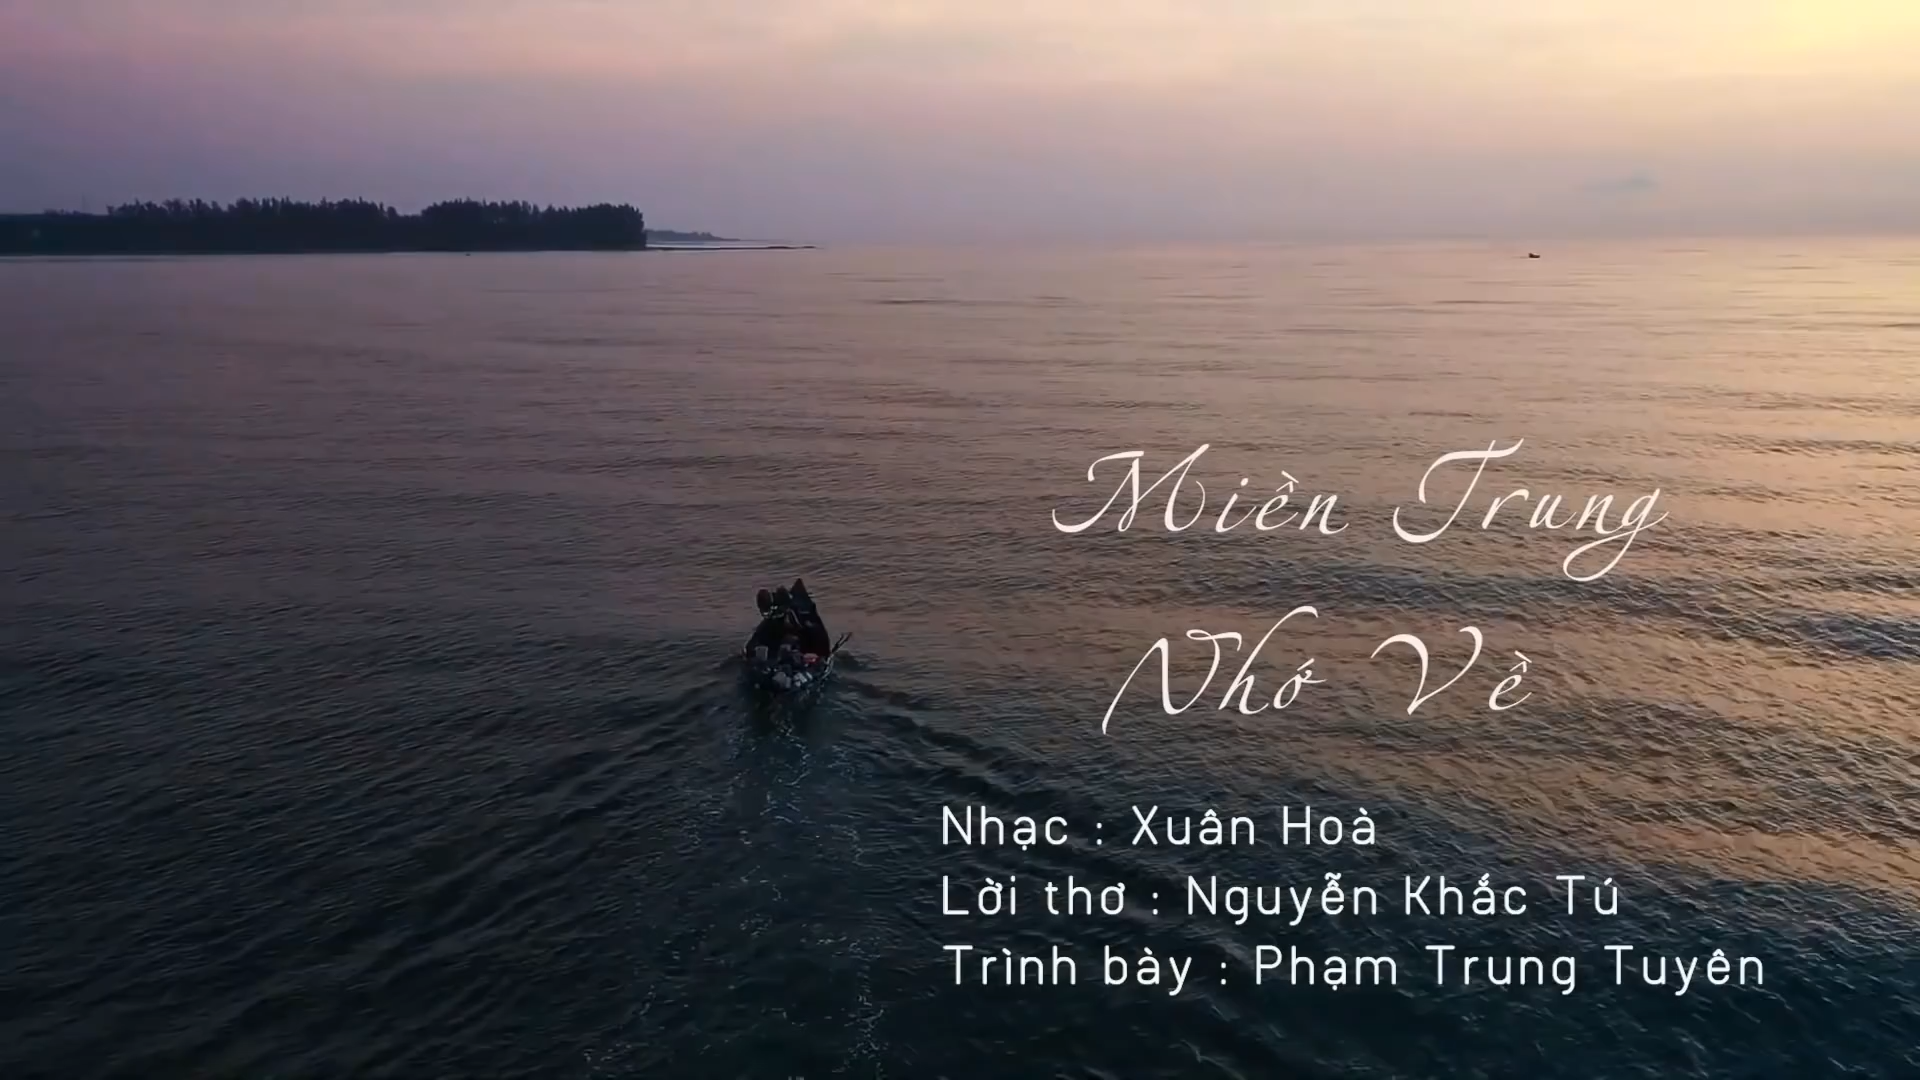 Miền Trung
Nhớ Về
Nhạc : Xuân Hoà
Lời thơ : Nguyễn Khắc Tú
Trình bày : Phạm Trung Tuyên